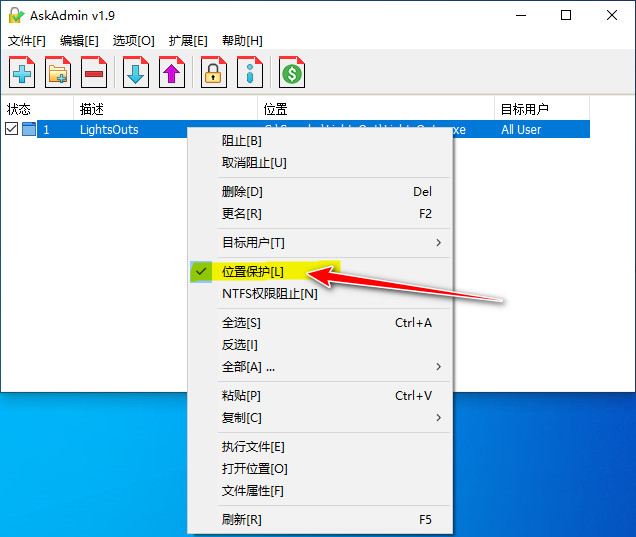 AskAdmin v1.9
文件[F] 编辑[E] 选项[O] 扩展[E] 帮助[H]
状态 描述 位置 目标用户
1 LightsOuts All User
阻止[B]
取消阻止[U]
删除[D] Del
更名[R] F2
目标用户[T]
位置保护[L]
NTFS权限阻止[N]
全选[S] Ctrl+A
反选[I]
全部[A] ...
粘贴[P] Ctrl+V
复制[C]
执行文件[E]
打开位置[O]
文件属性[F]
刷新[R] F5